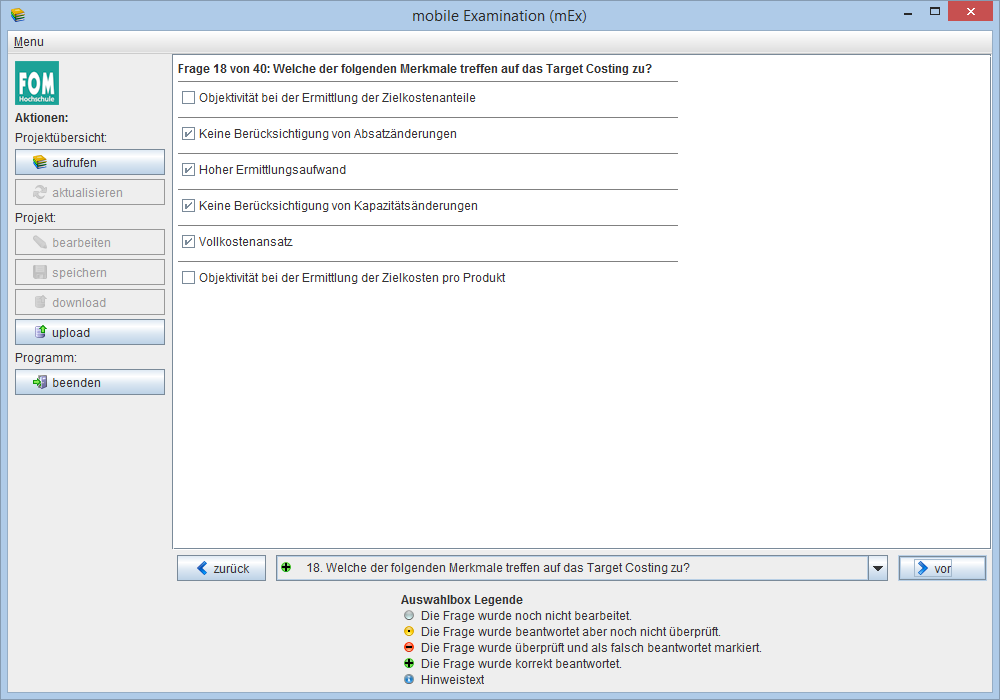 mobile Examination (mEx)
Menu
FOM
Hochschule
Aktionen:
Projektübersicht:
aufrufen
aktualisieren
Projekt:
bearbeiten
speichern
download
upload
Programm:
beenden
Frage 18 von 40: Welche der folgenden Merkmale treffen auf das Target Costing zu?
Objektivität bei der Ermittlung der Zielkostenanteile
Keine Berücksichtigung von Absatzänderungen
Hoher Ermittlungsaufwand
Keine Berücksichtigung von Kapazitätsänderungen
Vollkostenansatz
Objektivität bei der Ermittlung der Zielkosten pro Produkt
zurück
18. Welche der folgenden Merkmale treffen auf das Target Costing zu?
vor
Auswahlbox Legende
Die Frage wurde noch nicht bearbeitet.
Die Frage wurde beantwortet aber noch nicht überprüft.
Die Frage wurde überprüft und als falsch beantwortet markiert.
Die Frage wurde korrekt beantwortet.
Hinweistext